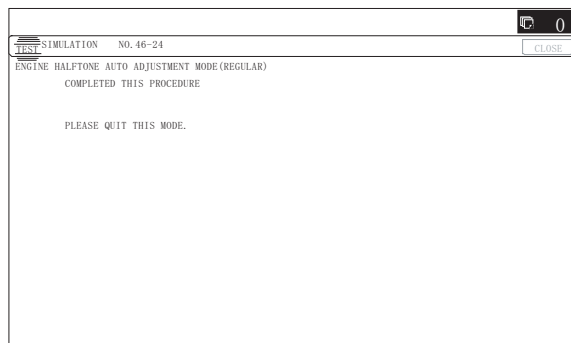 0
TEST SIMULATION NO.46-24
CLOSE
ENGINE HALFTONE AUTO ADJUSTMENT MODE(REGULAR)
COMPLETED THIS PROCEDURE
PLEASE QUIT THIS MODE.